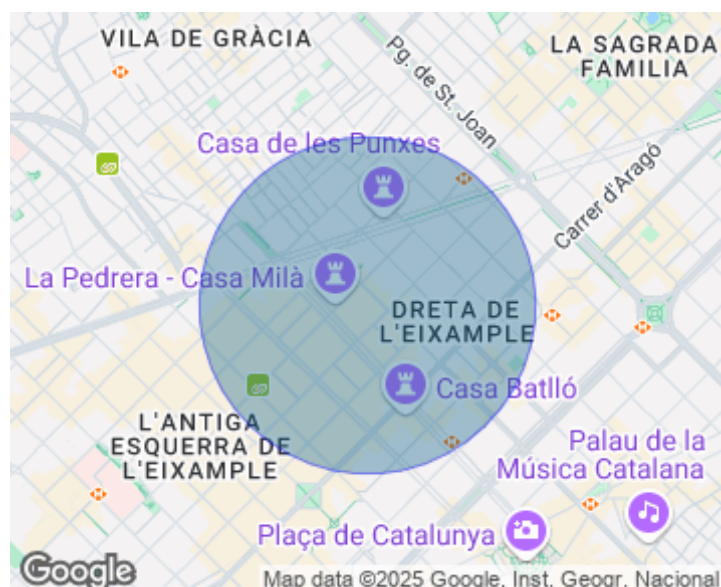 VILA DE GRÀCIA
LA SAGRADA
FAMILIA
Pg. de St. Joan
Casa de les Punxes
Carrer d'Aragó
La Pedrera - Casa Milà
DRETA DE
L'EIXAMPLE
Casa Batlló
L'ANTIGA
ESQUERRA DE
L'EIXAMPLE
Palau de la
Música Catalana
Plaça de Catalunya
Google
Map data ©2025 Google, Inst. Geogr. Nacional